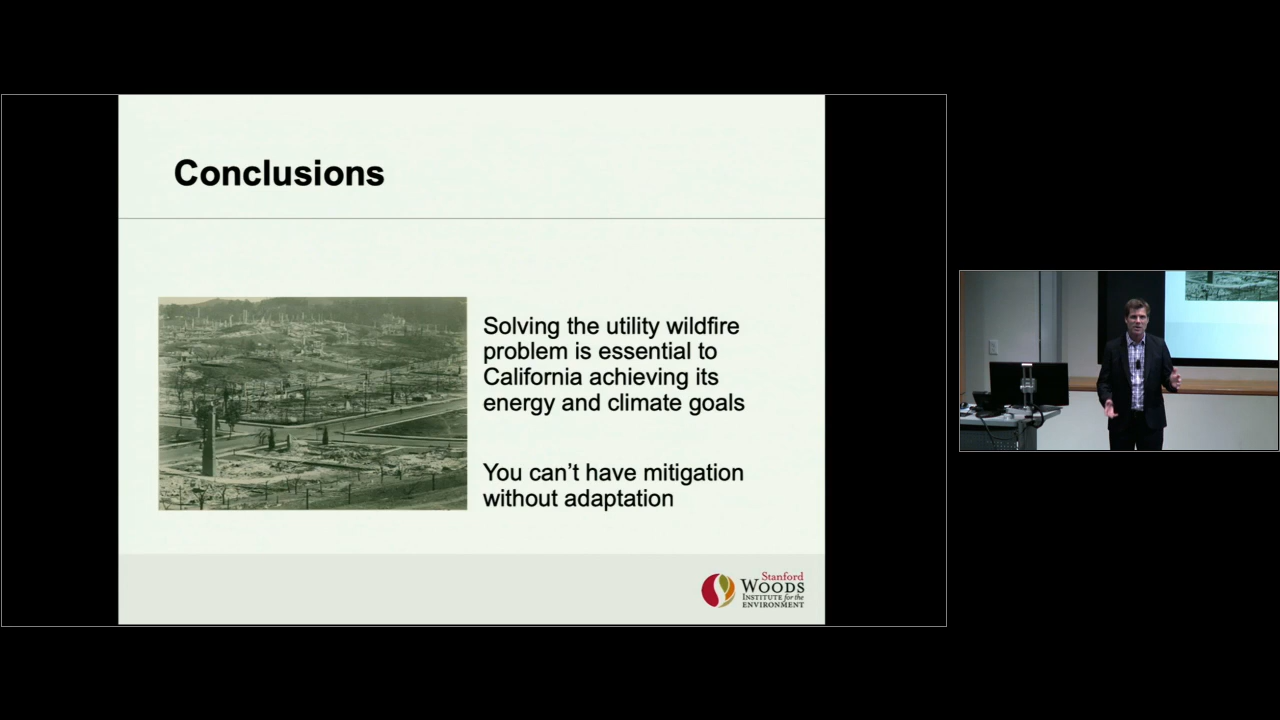 Conclusions
Solving the utility wildfire
problem is essential to
California achieving its
energy and climate goals
You can’t have mitigation
without adaptation
Stanford
WOODS
INSTITUTE for the
ENVIRONMENT